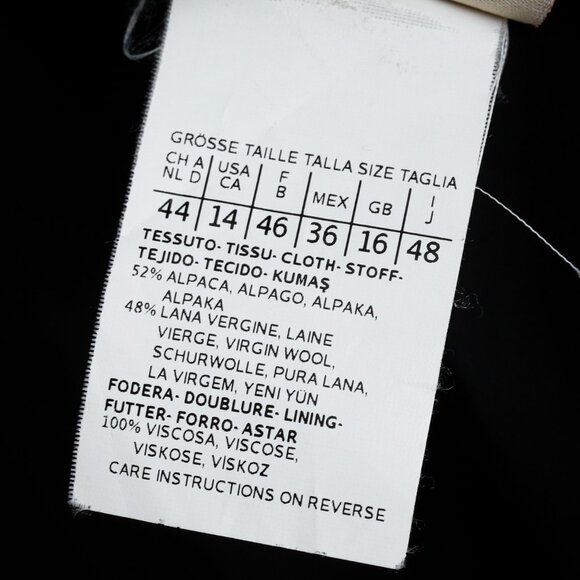 GRÖSSE TAILLE TALLA SIZE TAGLIA
CH A USA F MEX GB I
NL D CA B J
44 14 46 36 16 48
TESSUTO- TISSU- CLOTH- STOFF-
TEJIDO- TECIDO- KUMAŞ
52% ALPACA, ALPAGO, ALPAKA,
ALPAKA
48% LANA VERGINE, LAINE
VIERGE, VIRGIN WOOL,
SCHURWOLLE, PURA LANA,
LA VIRGEM, YENI YÜN
FODERA- DOUBLURE- LINING-
FUTTER- FORRO- ASTAR
100% VISCOSA, VISCOSE,
VISKOSE, VISKOZ
CARE INSTRUCTIONS ON REVERSE